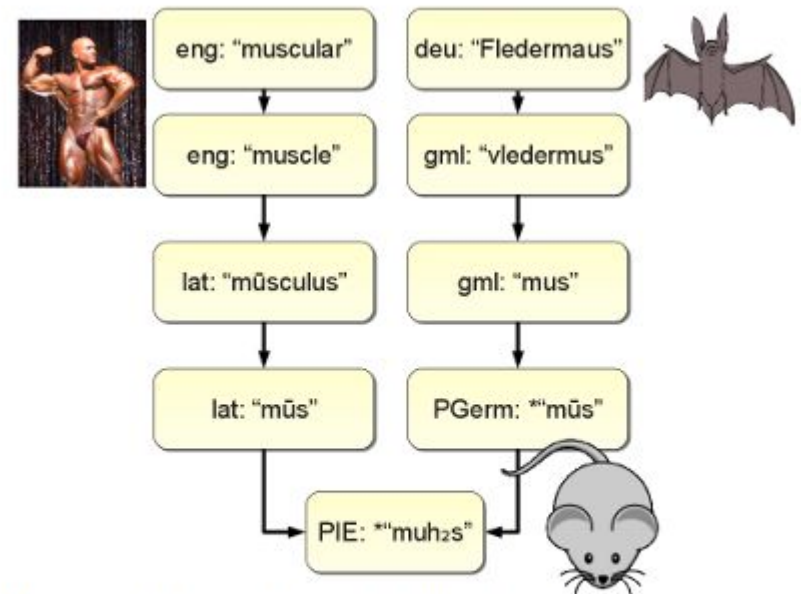 eng: “muscular”
deu: “Fledermaus”
eng: “muscle”
gml: “vledermus”
lat: “mūsculus”
gml: “mus”
lat: “mūs”
PGerm: *“mūs”
PIE: *“muh₂s”